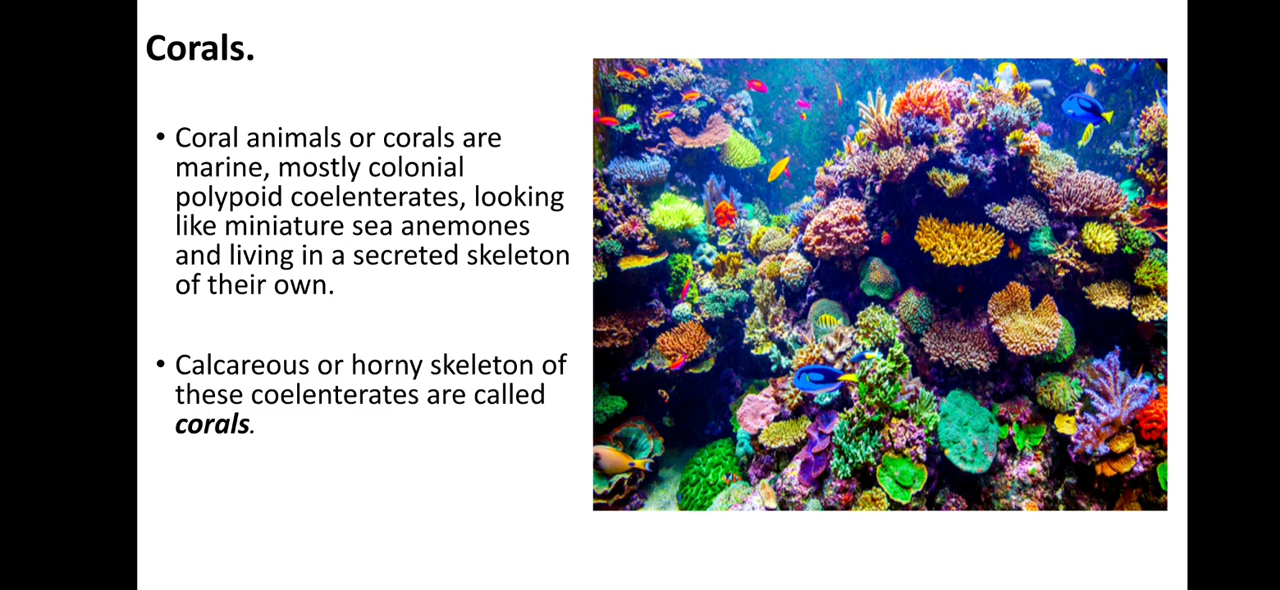 Corals.
• Coral animals or corals are
marine, mostly colonial
polypoid coelenterates, looking
like miniature sea anemones
and living in a secreted skeleton
of their own.
• Calcareous or horny skeleton of
these coelenterates are called
corals.